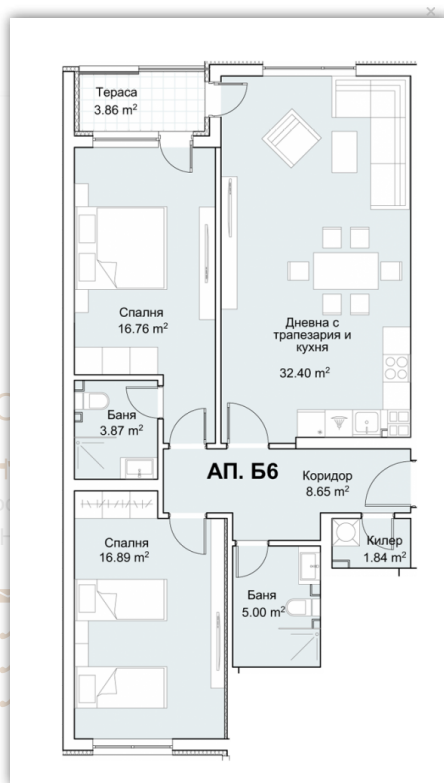 Тераса
3.86 m²
Спалня
16.76 m²
Дневна с
трапезария и
кухня
32.40 m²
Баня
3.87 m²
АП. Б6
Коридор
8.65 m²
Спалня
16.89 m²
Килер
1.84 m²
Баня
5.00 m²